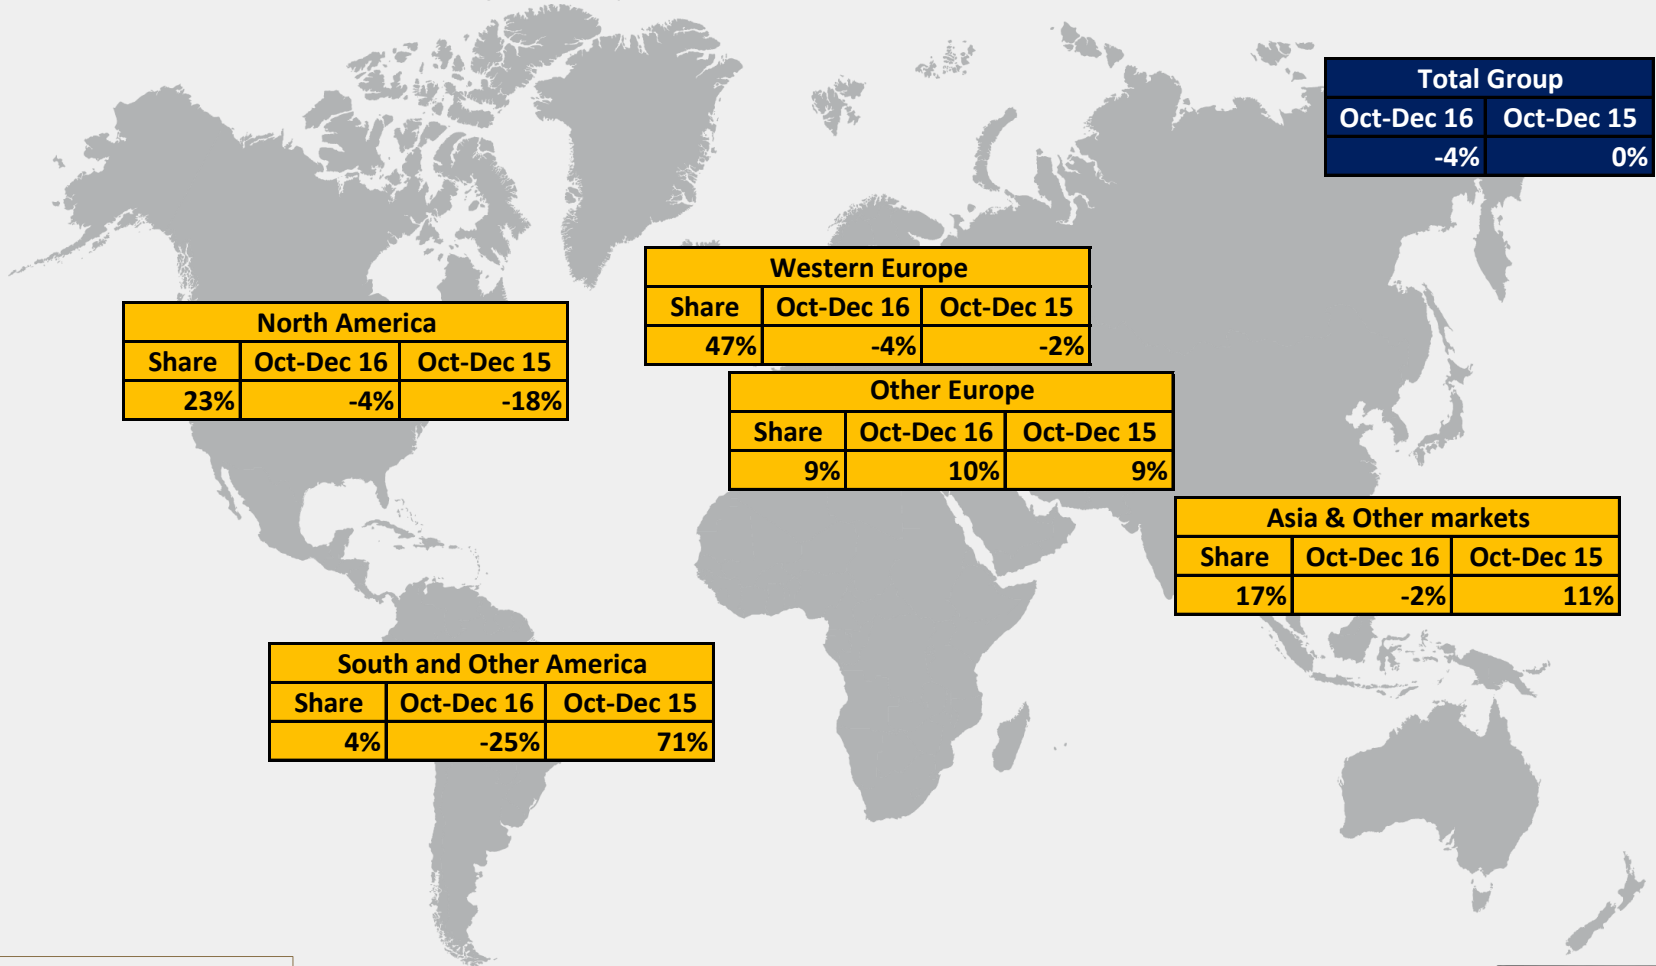 Total Group
Oct-Dec 16 Oct-Dec 15
-4% 0%
Western Europe
Share Oct-Dec 16 Oct-Dec 15
47% -4% -2%
North America
Share Oct-Dec 16 Oct-Dec 15
23% -4% -18%
Other Europe
Share Oct-Dec 16 Oct-Dec 15
9% 10% 9%
Asia & Other markets
Share Oct-Dec 16 Oct-Dec 15
17% -2% 11%
South and Other America
Share Oct-Dec 16 Oct-Dec 15
4% -25% 71%